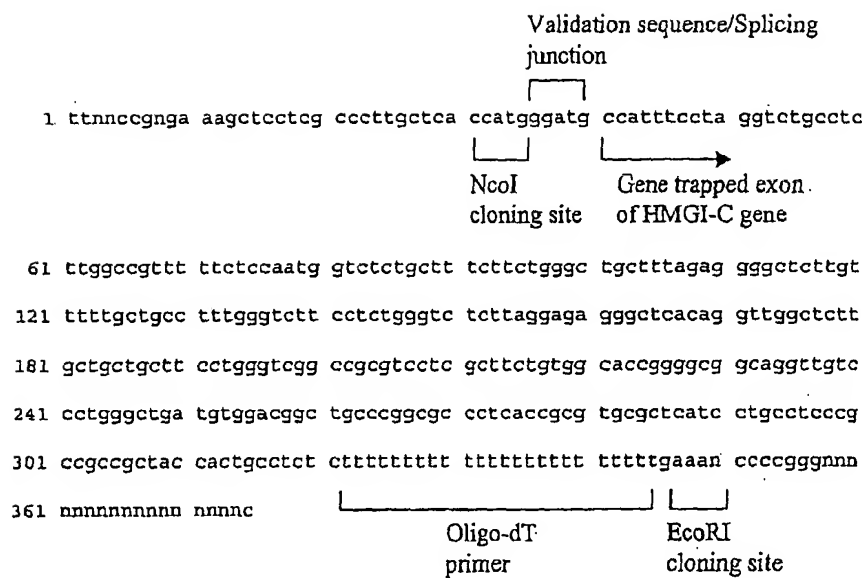 Validation sequence/Splicing
junction
1 ttnnccgnga aagctcctcg cccttgctca ccatgggatg ccatttccta ggtctgcctc
NcoI
cloning site
Gene trapped exon
of HMGI-C gene
61 ttggccgttt ttctccaatg gtctctgctt tcttctgggc tgctttagag gggctcttgt
121 ttttgctgcc tttgggtctt cctctgggtc tcttaggaga gggctcacag gttggctctt
181 gctgctgctt cctgggtcgg ccgcgtcctc gcttctgtgg caccggggcg gcaggttgtc
241 cctgggctga tgtggacggc tgcccggcgc ccctcaccgcg tgcgctcatc ctgcctcccg
301 ccgccgctac cactgcctct cttttttttt tttttttttt tttttgaaan ccccgggnnn
361 nnnnnnnnnn nnnnc
Oligo-dT
primer
EcoRI
cloning site